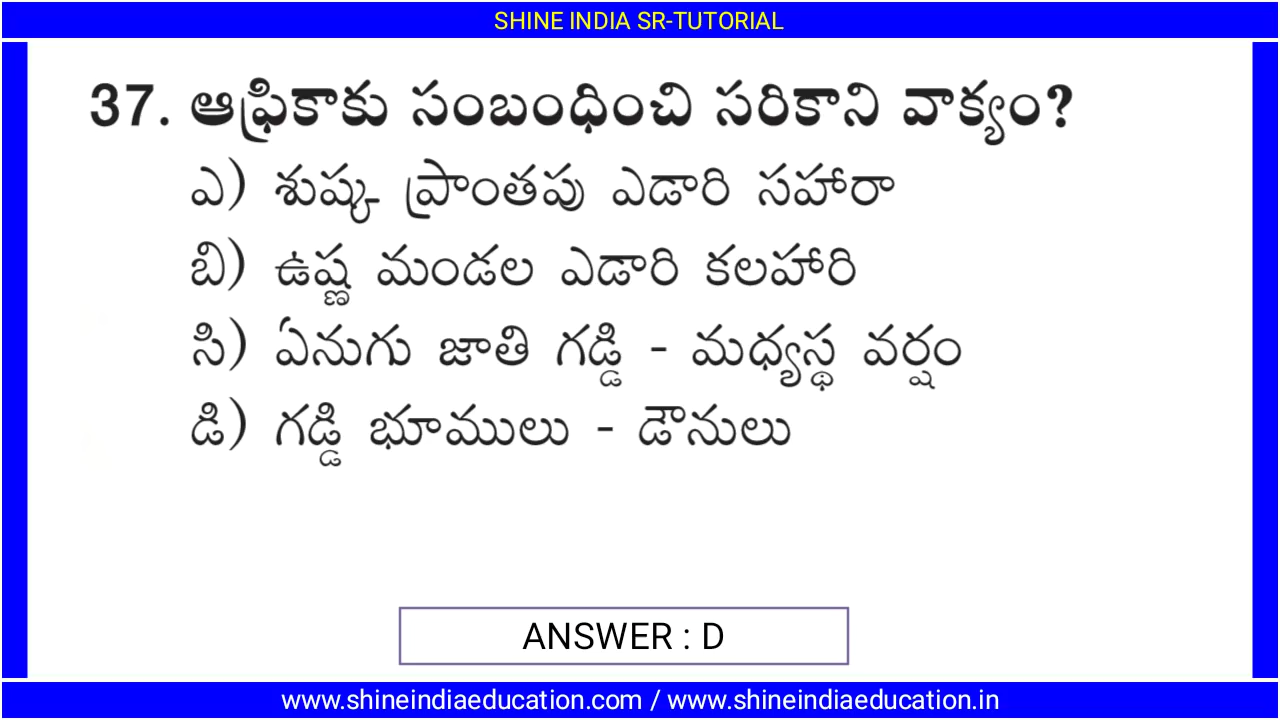 SHINE INDIA SR-TUTORIAL
37. ఆఫ్రికాకు సంబంధించి సరికాని వాక్యం?
ఎ) శుష్క ప్రాంతపు ఎడారి సహారా
బి) ఉష్ణ మండల ఎడారి కలహారి
సి) ఏనుగు జాతి గడ్డి - మధ్యస్థ వర్షం
డి) గడ్డి భూములు - డౌనులు
ANSWER : D
www.shineindiaeducation.com / www.shineindiaeducation.in